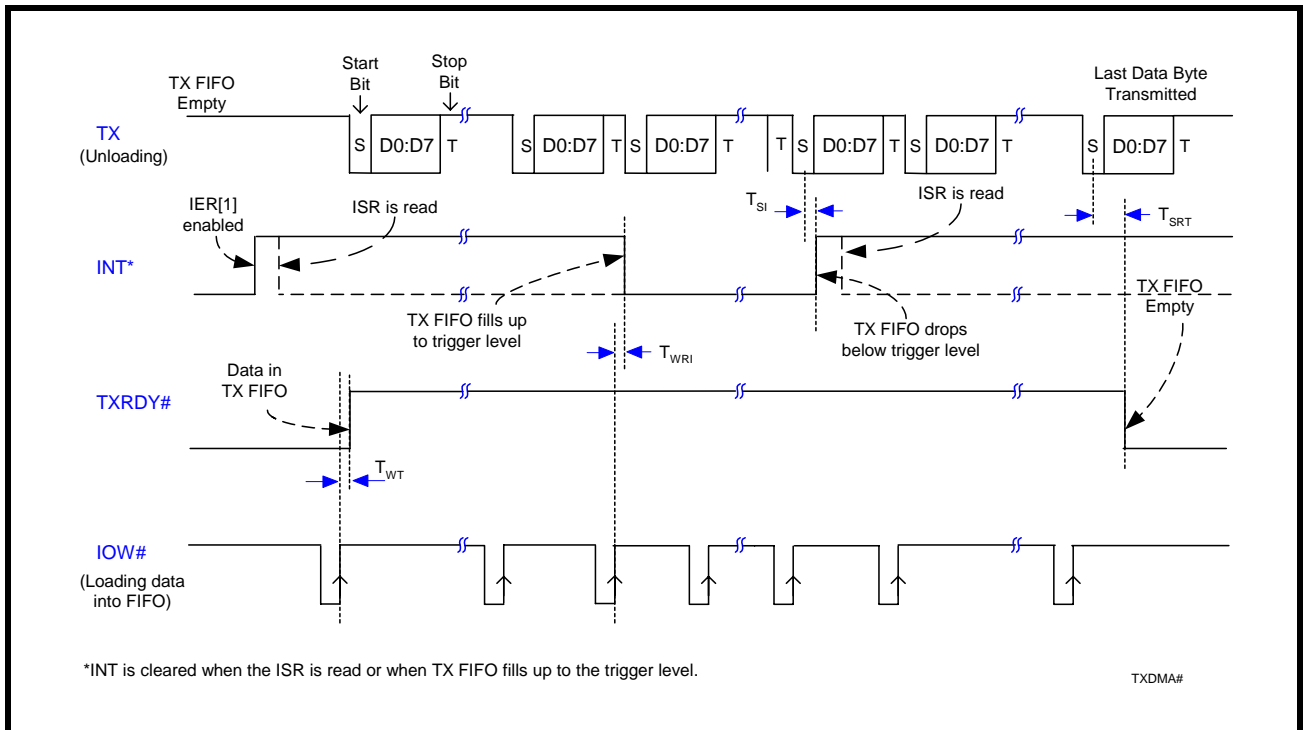 TX FIFO
Empty
Start
Bit
Stop
Bit
Last Data Byte
Transmitted
TX
(Unloading)
S D0:D7 T S D0:D7 T S D0:D7 T T S D0:D7 T S D0:D7 T S D0:D7 T
IER[1]
enabled
ISR is read
TSI
ISR is read
TSRT
INT*
TX FIFO fills up
to trigger level
TX FIFO drops
below trigger level
TX FIFO
Empty
TWRI
Data in
TX FIFO
TXRDY#
TWT
IOW#
(Loading data
into FIFO)
*INT is cleared when the ISR is read or when TX FIFO fills up to the trigger level.
TXDMA#